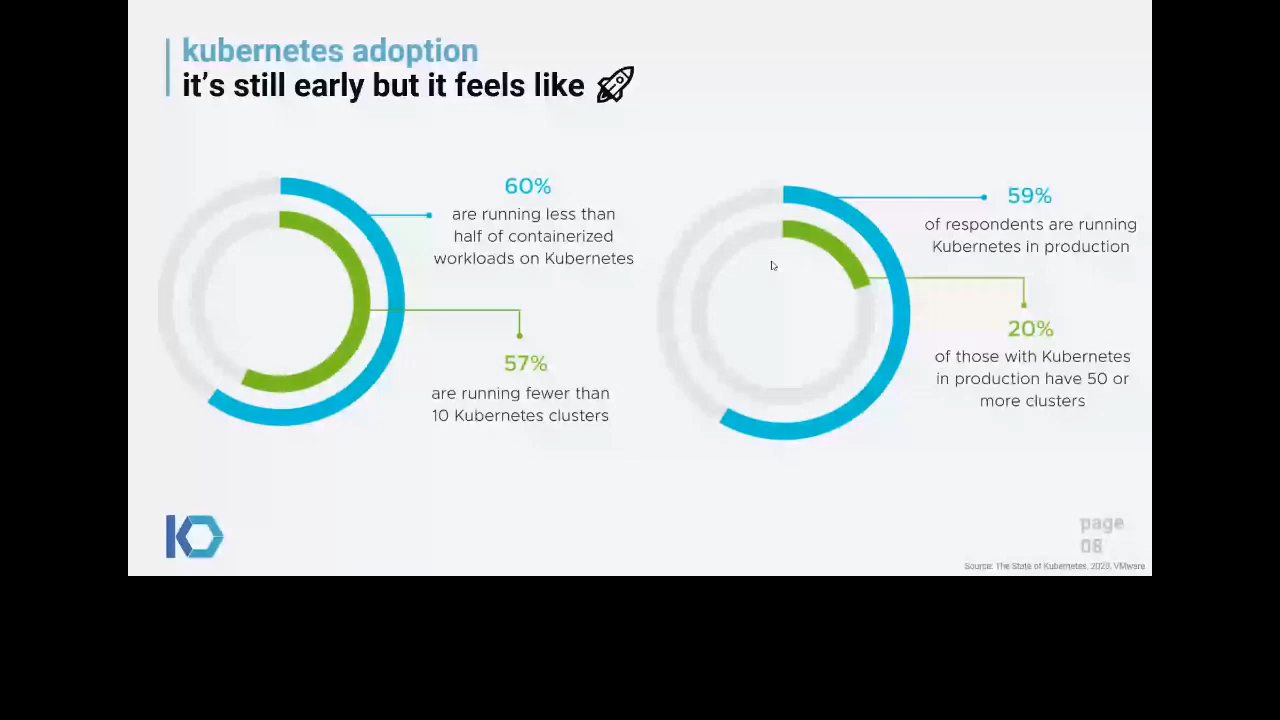 kubernetes adoption
it's still early but it feels like
60%
are running less than
half of containerized
workloads on Kubernetes
57%
are running fewer than
10 Kubernetes clusters
59%
of respondents are running
Kubernetes in production
20%
of those with Kubernetes
in production have 50 or
more clusters
page
08
Source: The State of Kubernetes, 2020, VMware